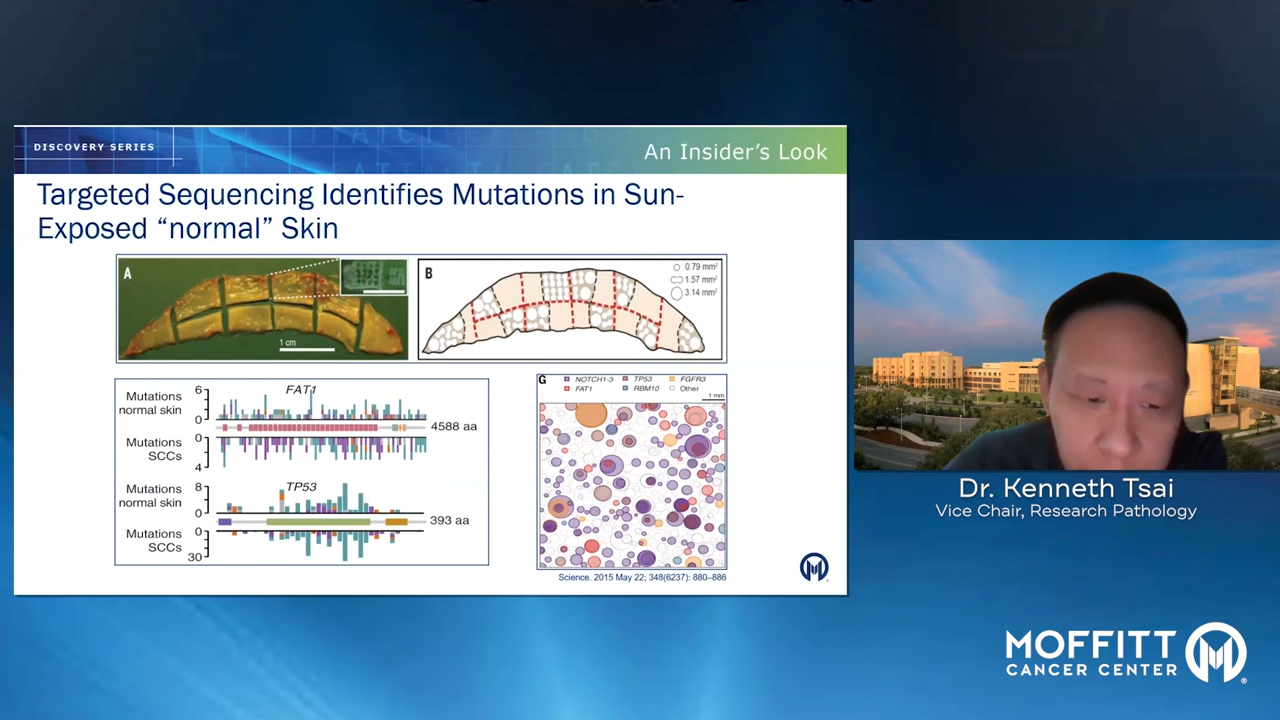 DISCOVERY SERIES
An Insider's Look
Targeted Sequencing Identifies Mutations in Sun-
Exposed “normal” Skin
A
1 cm
B
0.79 mm²
1.57 mm²
3.14 mm²
FAT1
Mutations
normal skin
6
0
4588 aa
Mutations
SCCs
0
4
TP53
Mutations
normal skin
8
0
393 aa
Mutations
SCCs
0
30
G
NOTCH1-3 TP53 FGFR3
FAT1 RBM10 Other
1 mm
Science. 2015 May 22; 348(6237): 880–886
Dr. Kenneth Tsai
Vice Chair, Research Pathology
MOFFITT
CANCER CENTER
®